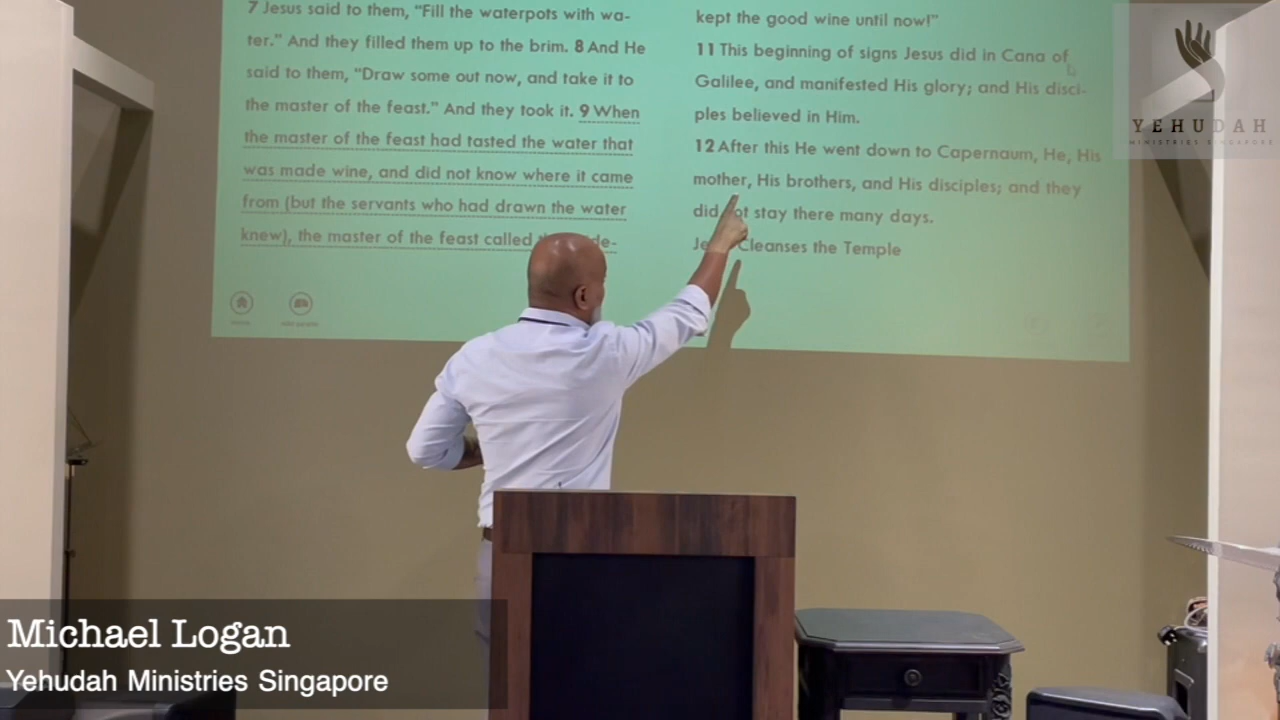 7 Jesus said to them, “Fill the waterpots with wa-
ter.” And they filled them up to the brim. 8 And He
said to them, “Draw some out now, and take it to
the master of the feast.” And they took it. 9 When
the master of the feast had tasted the water that
was made wine, and did not know where it came
from (but the servants who had drawn the water
knew), the master of the feast called
kept the good wine until now!”
11 This beginning of signs Jesus did in Cana of
Galilee, and manifested His glory; and His disci-
ples believed in Him.
12 After this He went down to Capernaum, He, His
mother, His brothers, and His disciples; and they
did not stay there many days.
Cleanses the Temple
YEHUDAH
MINISTRIES SINGAPORE
Michael Logan
Yehudah Ministries Singapore